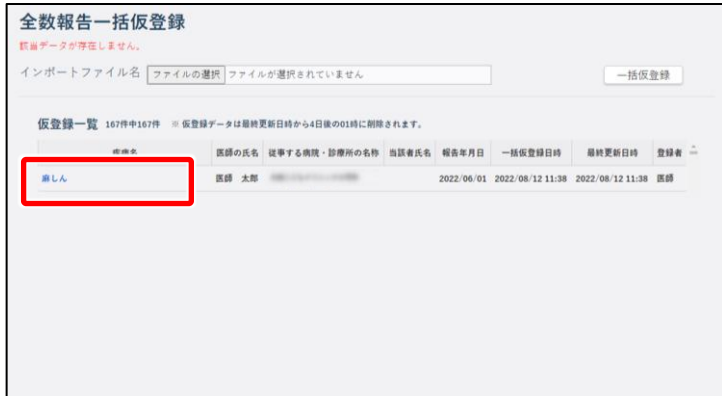 全数報告一括仮登録
該当データが存在しません。
インポートファイル名 ファイルの選択 ファイルが選択されていません 一括仮登録
仮登録一覧 167件中167件 ※ 仮登録データは最終更新日時から4日後の01時に削除されます。
疾病名 医師の氏名 従事する病院・診療所の名称 当該者氏名 報告年月日 一括仮登録日時 最終更新日時 登録者
麻しん 医師 太郎 2022/06/01 2022/08/12 11:38 2022/08/12 11:38 医師